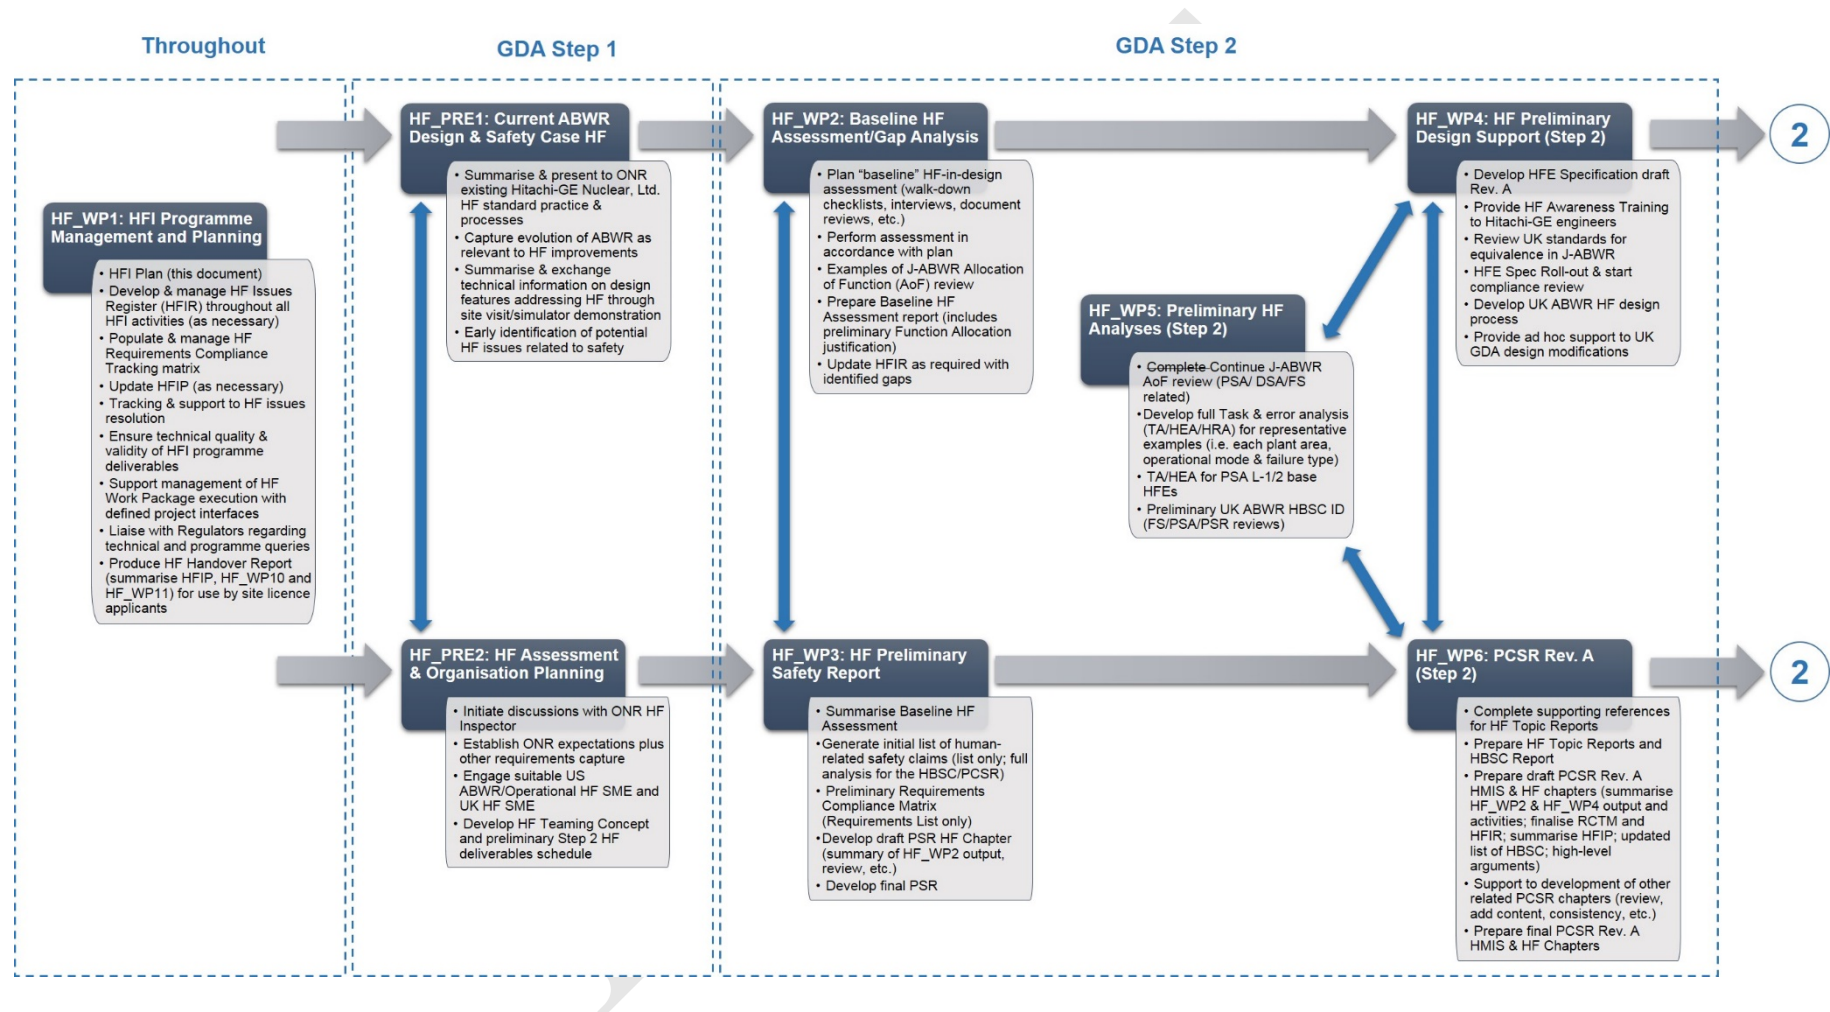 Throughout
GDA Step 1
GDA Step 2
HF_WP1: HFI Programme
Management and Planning
• HFI Plan (this document)
• Develop & manage HF Issues
Register (HFIR) throughout all
HFI activities (as necessary)
• Populate & manage HF
Requirements Compliance
Tracking matrix
• Update HFIP (as necessary)
• Tracking & support to HF issues
resolution
• Ensure technical quality &
validity of HFI programme
deliverables
• Support management of HF
Work Package execution with
defined project interfaces
• Liaise with Regulators regarding
technical and programme queries
• Produce HF Handover Report
(summarise HFIP, HF_WP10 and
HF_WP11) for use by site licence
applicants
HF_PRE1: Current ABWR
Design & Safety Case HF
• Summarise & present to ONR
existing Hitachi-GE Nuclear, Ltd.
HF standard practice &
processes
• Capture evolution of ABWR as
relevant to HF improvements
• Summarise & exchange
technical information on design
features addressing HF through
site visit/simulator demonstration
• Early identification of potential
HF issues related to safety
HF_PRE2: HF Assessment
& Organisation Planning
• Initiate discussions with ONR HF
Inspector
• Establish ONR expectations plus
other requirements capture
• Engage suitable US
ABWR/Operational HF SME and
UK HF SME
• Develop HF Teaming Concept
and preliminary Step 2 HF
deliverables schedule
HF_WP2: Baseline HF
Assessment/Gap Analysis
• Plan “baseline” HF-in-design
assessment (walk-down
checklists, interviews, document
reviews, etc.)
• Perform assessment in
accordance with plan
• Examples of J-ABWR Allocation
of Function (AoF) review
• Prepare Baseline HF
Assessment report (includes
preliminary Function Allocation
justification)
• Update HFIR as required with
identified gaps
HF_WP3: HF Preliminary
Safety Report
• Summarise Baseline HF
Assessment
•Generate initial list of human-
related safety claims (list only; full
analysis for the HBSC/PCSR)
• Preliminary Requirements
Compliance Matrix
(Requirements List only)
•Develop draft PSR HF Chapter
(summary of HF_WP2 output,
review, etc.)
• Develop final PSR
HF_WP5: Preliminary HF
Analyses (Step 2)
• Complete Continue J-ABWR
AoF review (PSA/ DSA/FS
related)
•Develop full Task & error analysis
(TA/HEA/HRA) for representative
examples (i.e. each plant area,
operational mode & failure type)
• TA/HEA for PSA L-1/2 base
HFEs
• Preliminary UK ABWR HBSC ID
(FS/PSA/PSR reviews)
HF_WP4: HF Preliminary
Design Support (Step 2)
• Develop HFE Specification draft
Rev. A
• Provide HF Awareness Training
to Hitachi-GE engineers
• Review UK standards for
equivalence in J-ABWR
• HFE Spec Roll-out & start
compliance review
• Develop UK ABWR HF design
process
• Provide ad hoc support to UK
GDA design modifications
2
HF_WP6: PCSR Rev. A
(Step 2)
• Complete supporting references
for HF Topic Reports
• Prepare HF Topic Reports and
HBSC Report
• Prepare draft PCSR Rev. A
HMIS & HF chapters (summarise
HF_WP2 & HF_WP4 output and
activities; finalise RCTM and
HFIR; summarise HFIP; updated
list of HBSC; high-level
arguments)
• Support to development of other
related PCSR chapters (review,
add content, consistency, etc.)
• Prepare final PCSR Rev. A
HMIS & HF Chapters
2